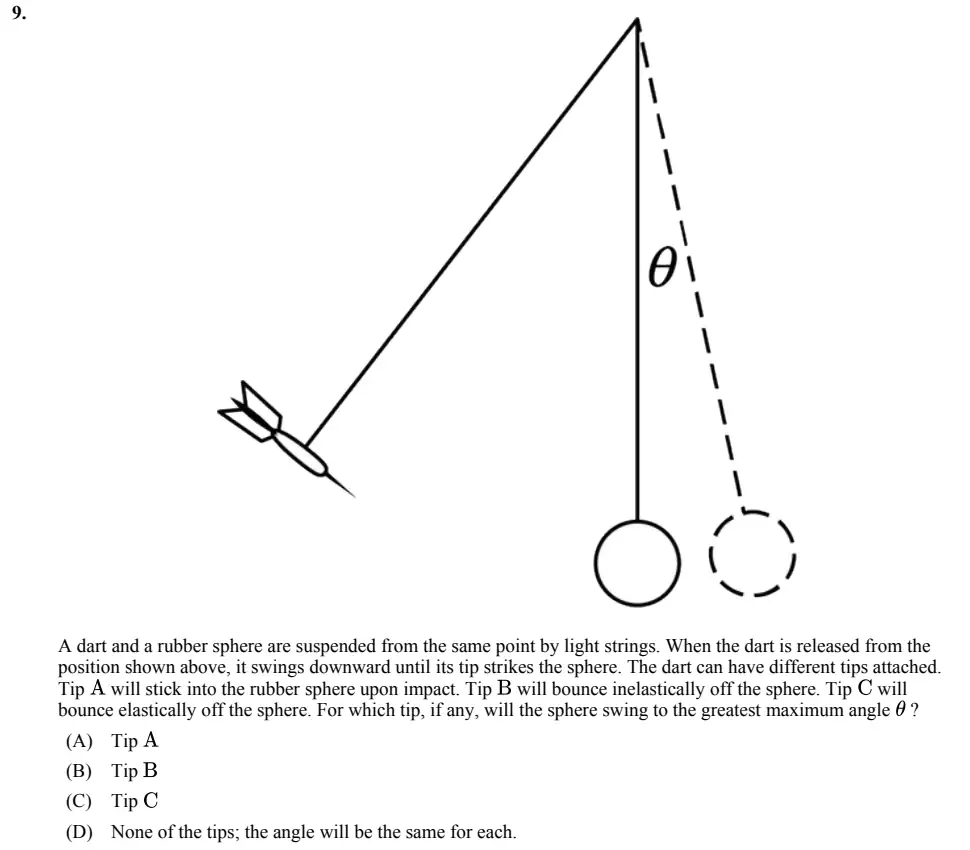 9.
θ
A dart and a rubber sphere are suspended from the same point by light strings. When the dart is released from the
position shown above, it swings downward until its tip strikes the sphere. The dart can have different tips attached.
Tip A will stick into the rubber sphere upon impact. Tip B will bounce inelastically off the sphere. Tip C will
bounce elastically off the sphere. For which tip, if any, will the sphere swing to the greatest maximum angle θ ?
(A) Tip A
(B) Tip B
(C) Tip C
(D) None of the tips; the angle will be the same for each.